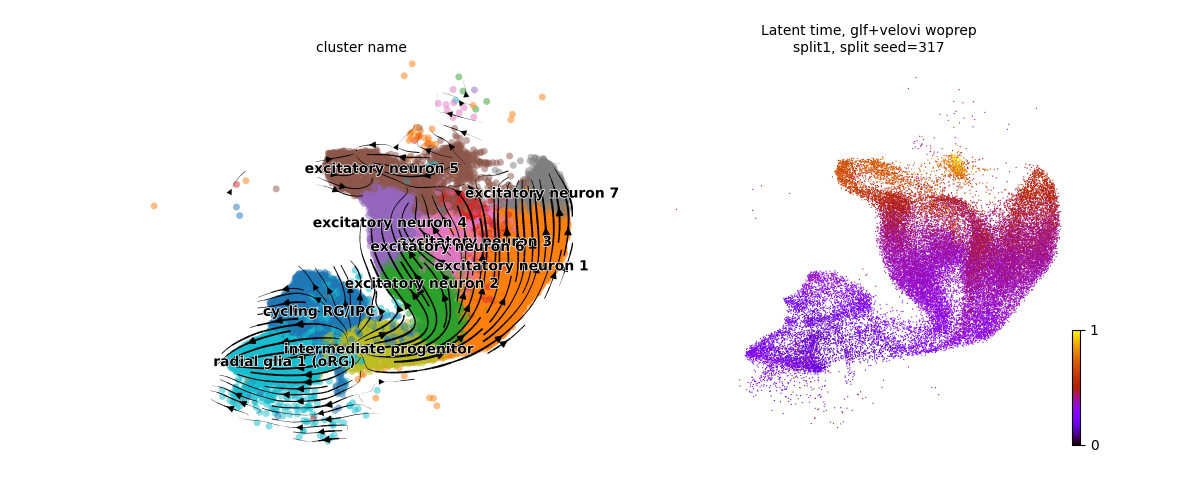 cluster name
Latent time, glf+velovi woprep
split1, split seed=317
excitatory neuron 5
excitatory neuron 7
excitatory neuron 4
excitatory neuron 3
excitatory neuron 6
excitatory neuron 1
excitatory neuron 2
cycling RG/IPC
intermediate progenitor
radial glia 1 (oRG)
1
0